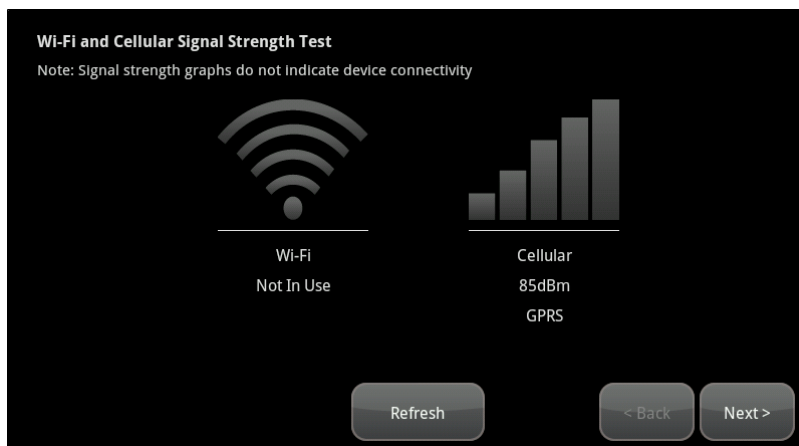 Wi-Fi and Cellular Signal Strength Test
Note: Signal strength graphs do not indicate device connectivity
Wi-Fi
Not In Use
Cellular
85dBm
GPRS
Refresh
< Back
Next >